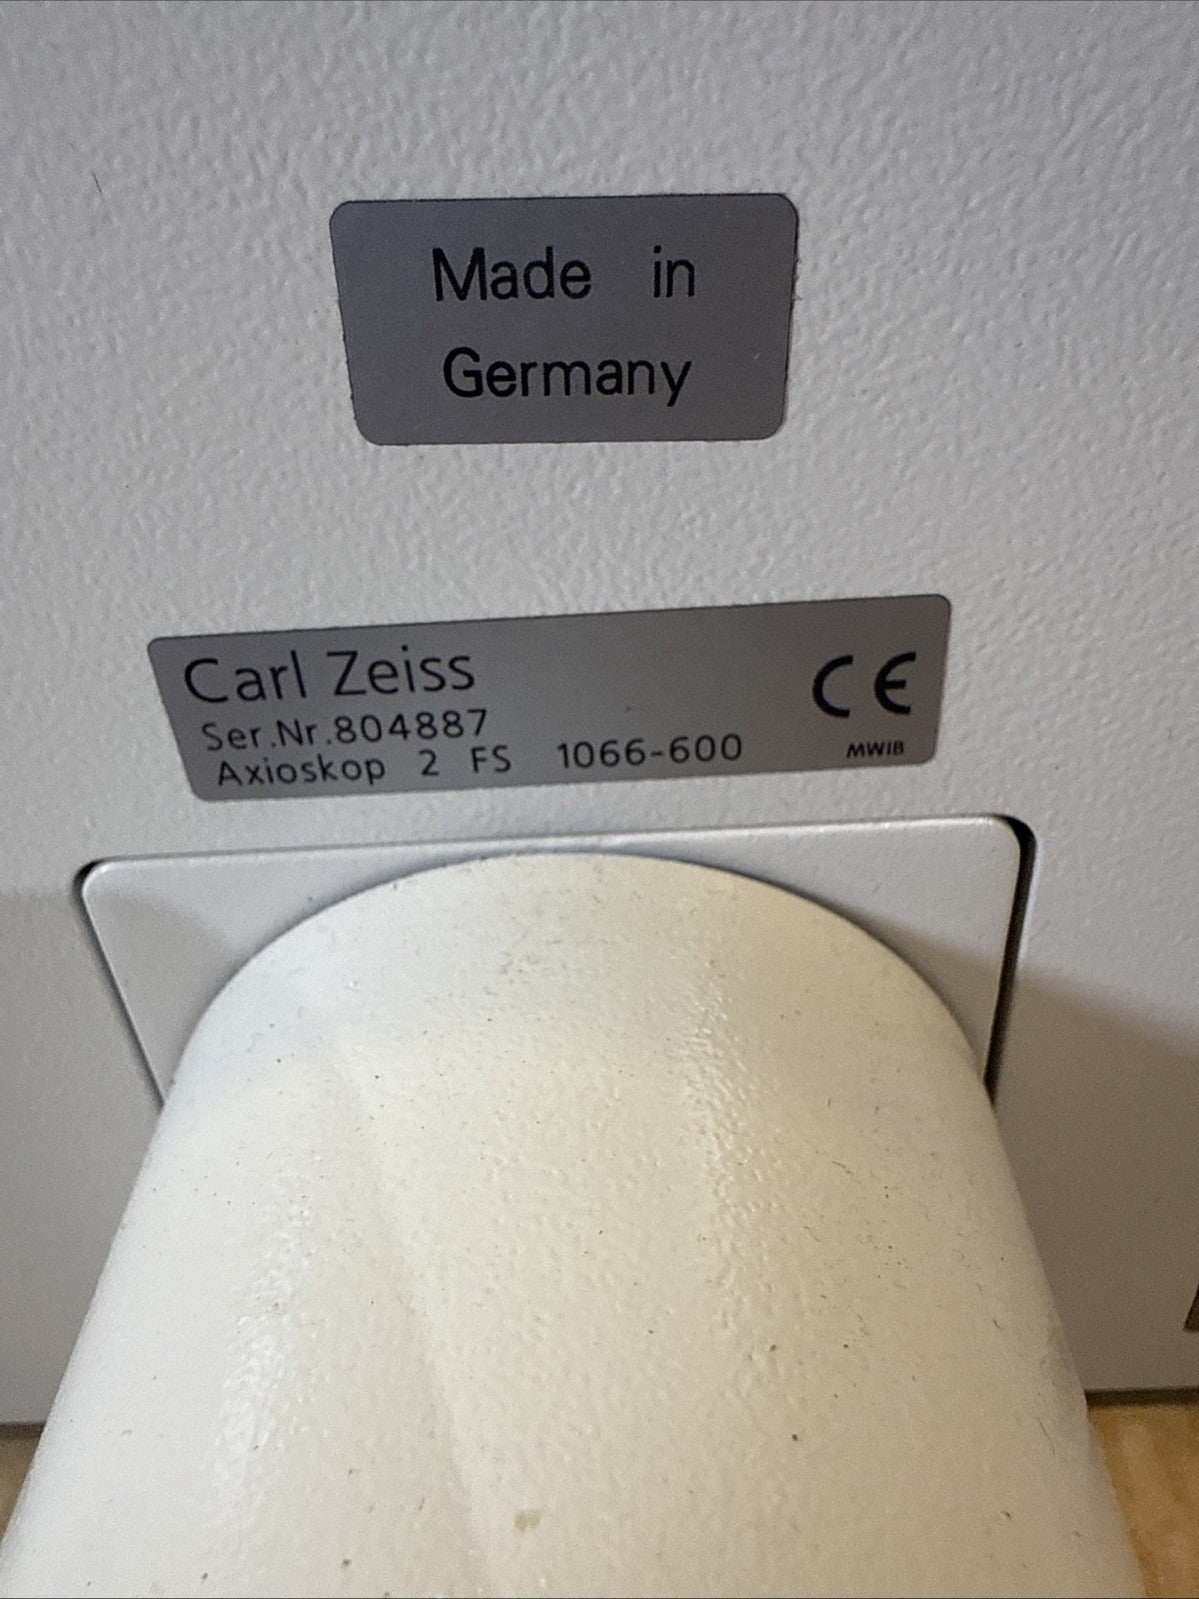 Made in
Germany
Carl Zeiss
Ser.Nr.804887
Axioskop 2 FS 1066-600
CE
MWIB